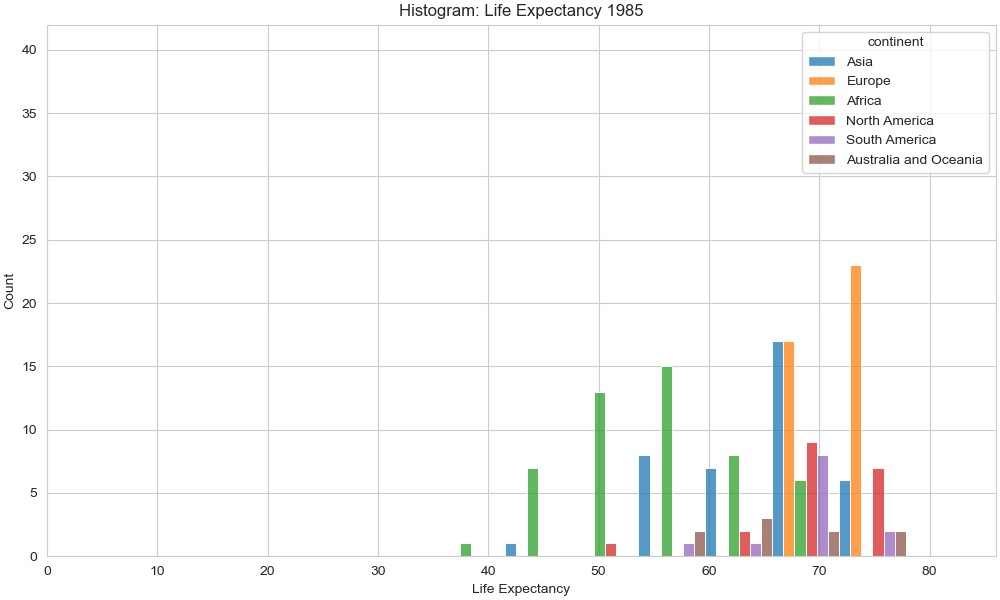 Histogram: Life Expectancy 1985
continent
Asia
Europe
Africa
North America
South America
Australia and Oceania
Count
40
35
30
25
20
15
10
5
0
0 10 20 30 40 50 60 70 80
Life Expectancy